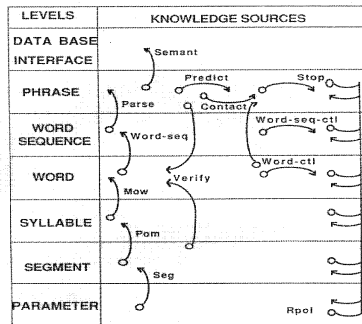 LEVELS
KNOWLEDGE SOURCES
DATA BASE
INTERFACE
Semant
PHRASE
Predict
Stop
Parse
Contact
WORD
SEQUENCE
Word-seq
Word-seq-ctl
WORD
Word-ctl
Mow
Verify
SYLLABLE
Pom
SEGMENT
Seg
PARAMETER
Rpol